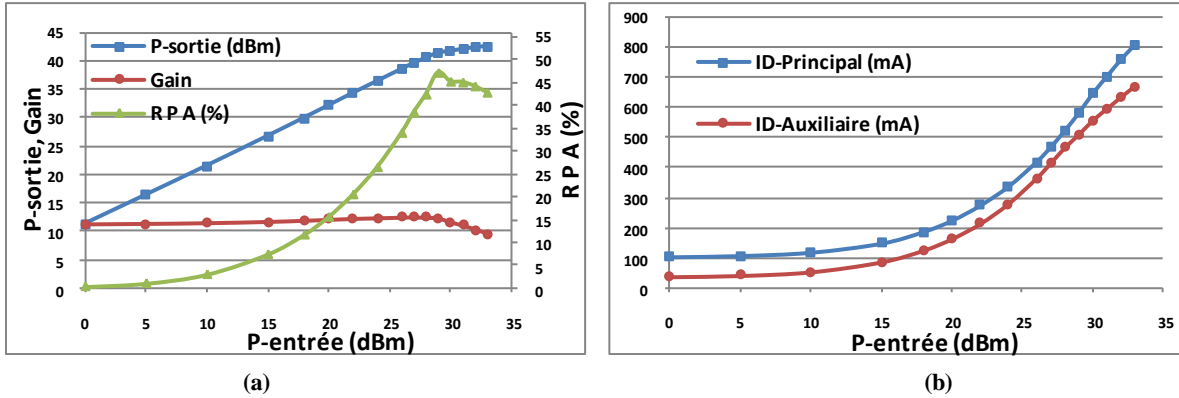 45
40
35
30
25
20
15
10
5
0
P-sortie, Gain
P-sortie (dBm)
Gain
R P A (%)
55
50
45
40
35
30
25
20
15
10
5
0
R P A (%)
0 5 10 15 20 25 30 35
P-entrée (dBm)
(a)
900
800
700
600
500
400
300
200
100
0
ID-Principal (mA)
ID-Auxiliaire (mA)
0 5 10 15 20 25 30 35
P-entrée (dBm)
(b)